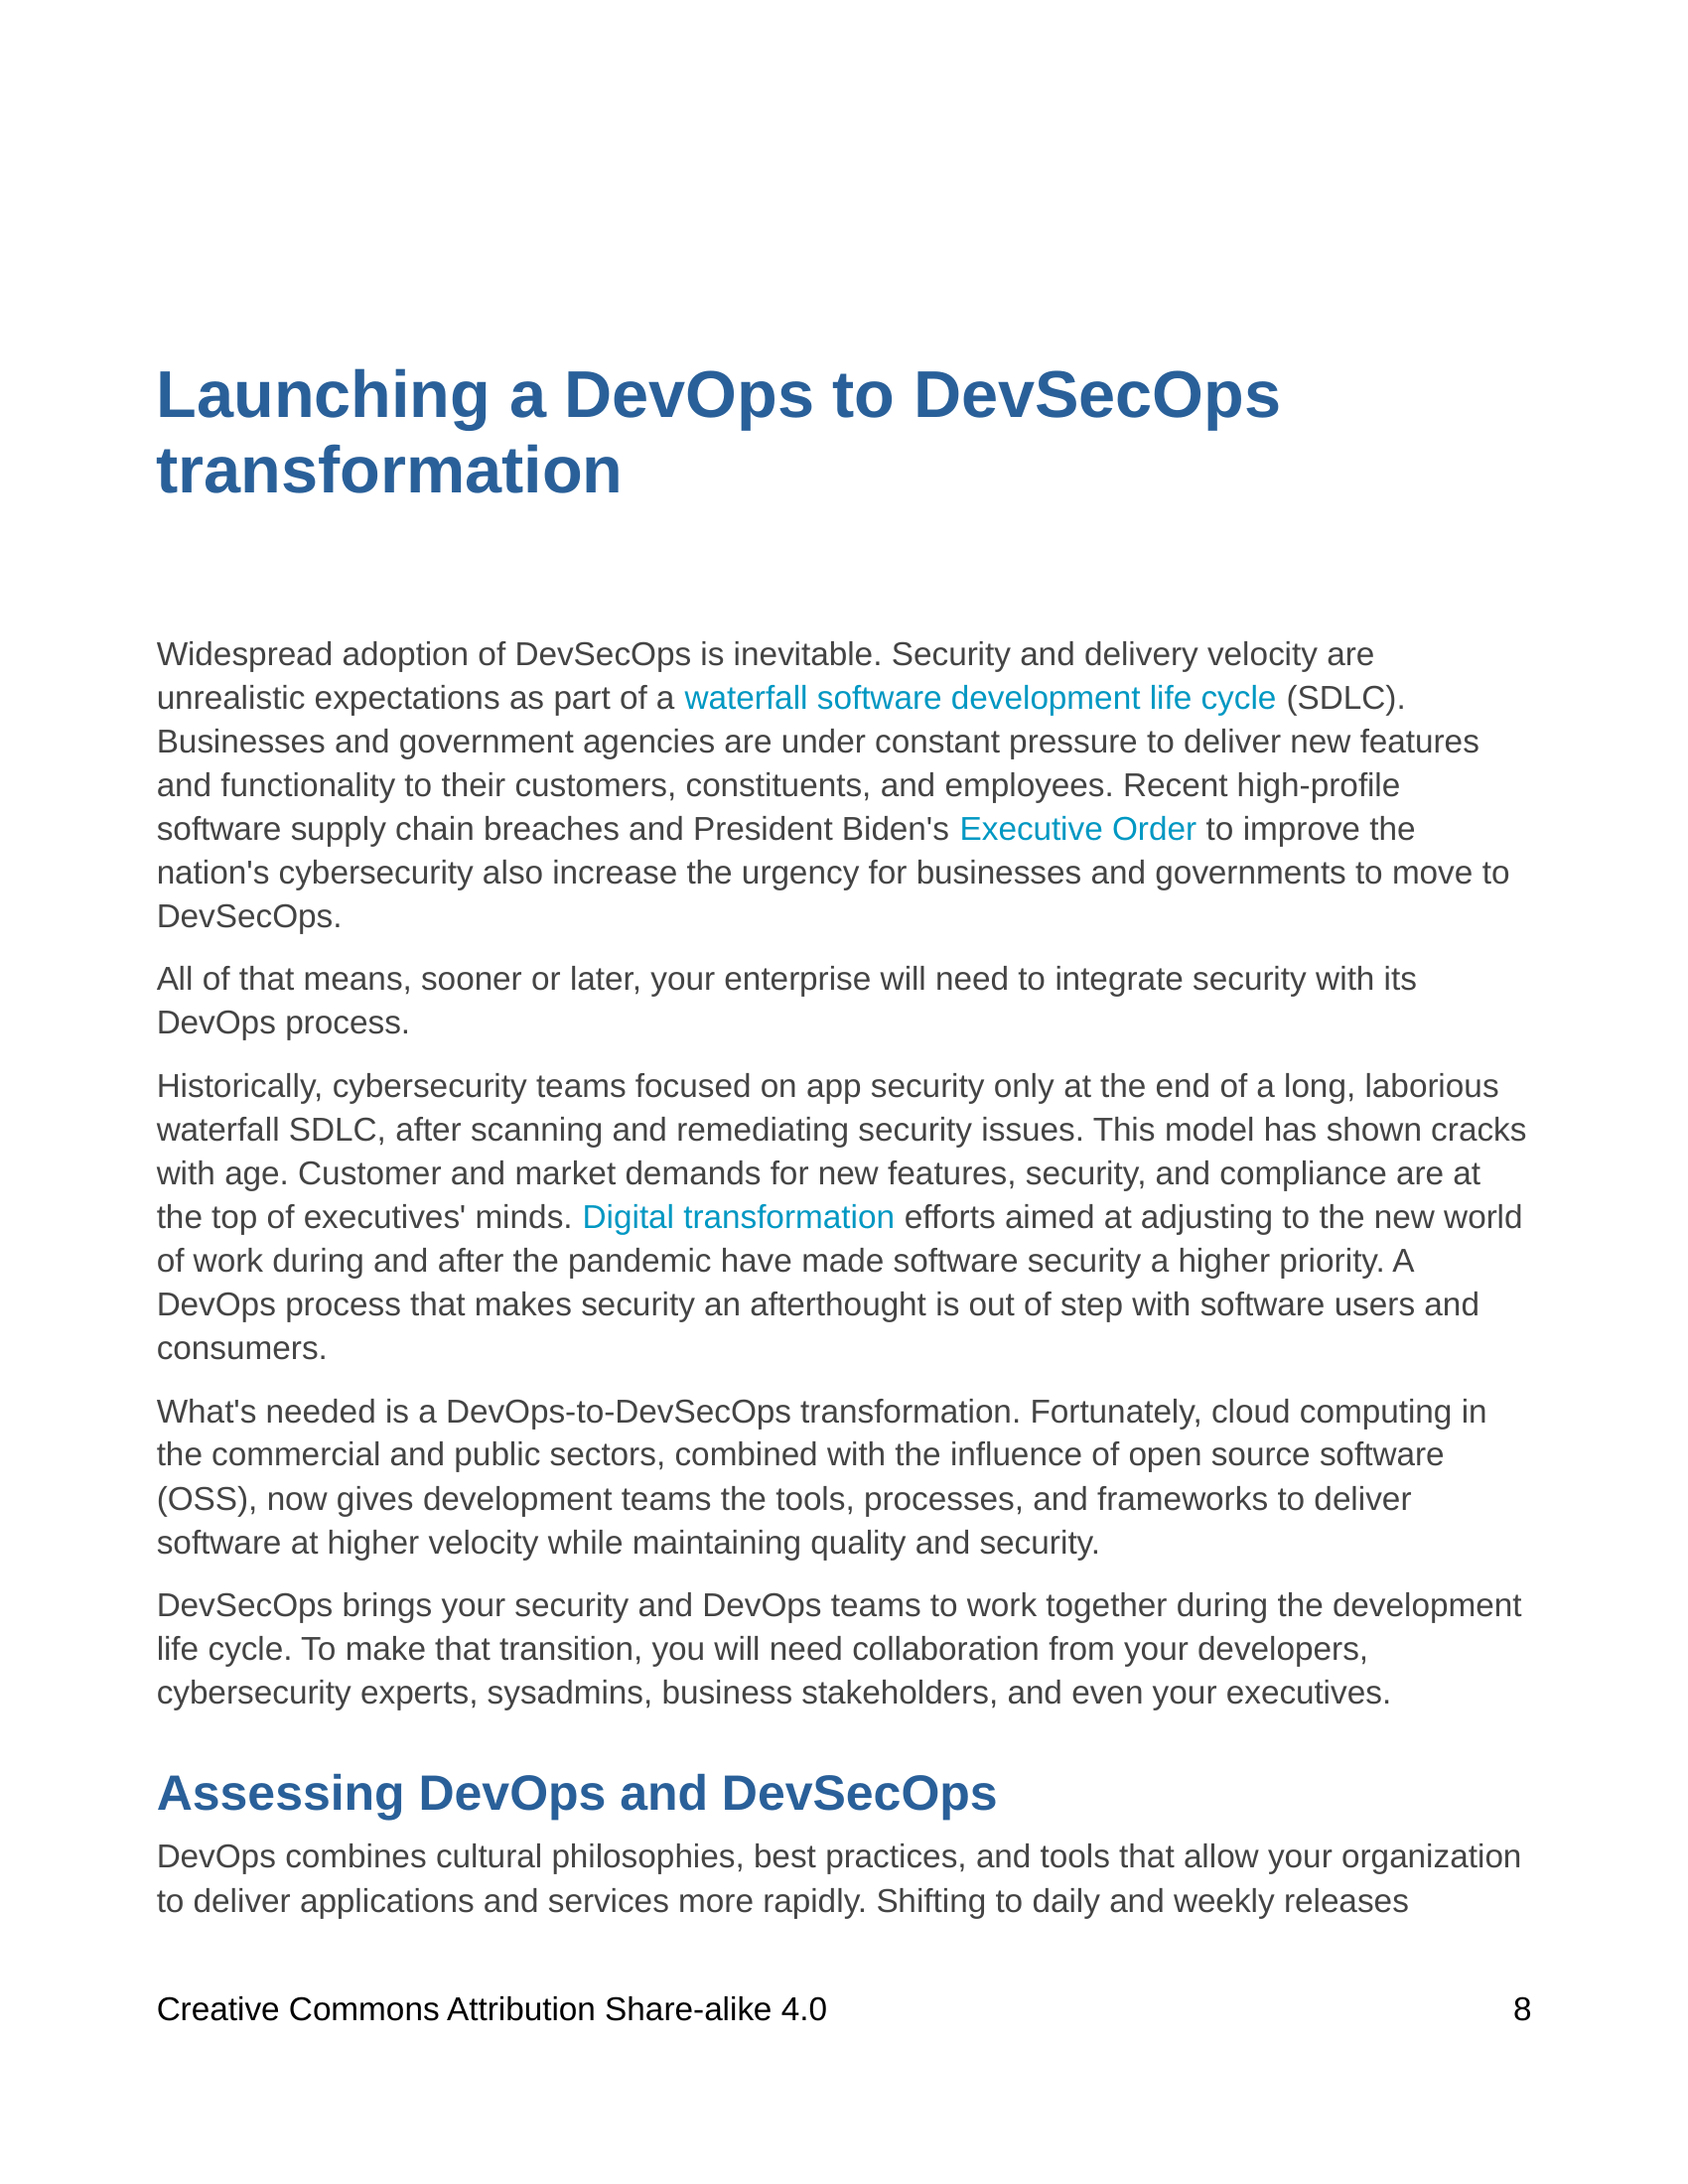 Launching a DevOps to DevSecOps
transformation
Widespread adoption of DevSecOps is inevitable. Security and delivery velocity are
unrealistic expectations as part of a waterfall software development life cycle (SDLC).
Businesses and government agencies are under constant pressure to deliver new features
and functionality to their customers, constituents, and employees. Recent high-profile
software supply chain breaches and President Biden's Executive Order to improve the
nation's cybersecurity also increase the urgency for businesses and governments to move to
DevSecOps.
All of that means, sooner or later, your enterprise will need to integrate security with its
DevOps process.
Historically, cybersecurity teams focused on app security only at the end of a long, laborious
waterfall SDLC, after scanning and remediating security issues. This model has shown cracks
with age. Customer and market demands for new features, security, and compliance are at
the top of executives' minds. Digital transformation efforts aimed at adjusting to the new world
of work during and after the pandemic have made software security a higher priority. A
DevOps process that makes security an afterthought is out of step with software users and
consumers.
What's needed is a DevOps-to-DevSecOps transformation. Fortunately, cloud computing in
the commercial and public sectors, combined with the influence of open source software
(OSS), now gives development teams the tools, processes, and frameworks to deliver
software at higher velocity while maintaining quality and security.
DevSecOps brings your security and DevOps teams to work together during the development
life cycle. To make that transition, you will need collaboration from your developers,
cybersecurity experts, sysadmins, business stakeholders, and even your executives.
Assessing DevOps and DevSecOps
DevOps combines cultural philosophies, best practices, and tools that allow your organization
to deliver applications and services more rapidly. Shifting to daily and weekly releases
Creative Commons Attribution Share-alike 4.0 8